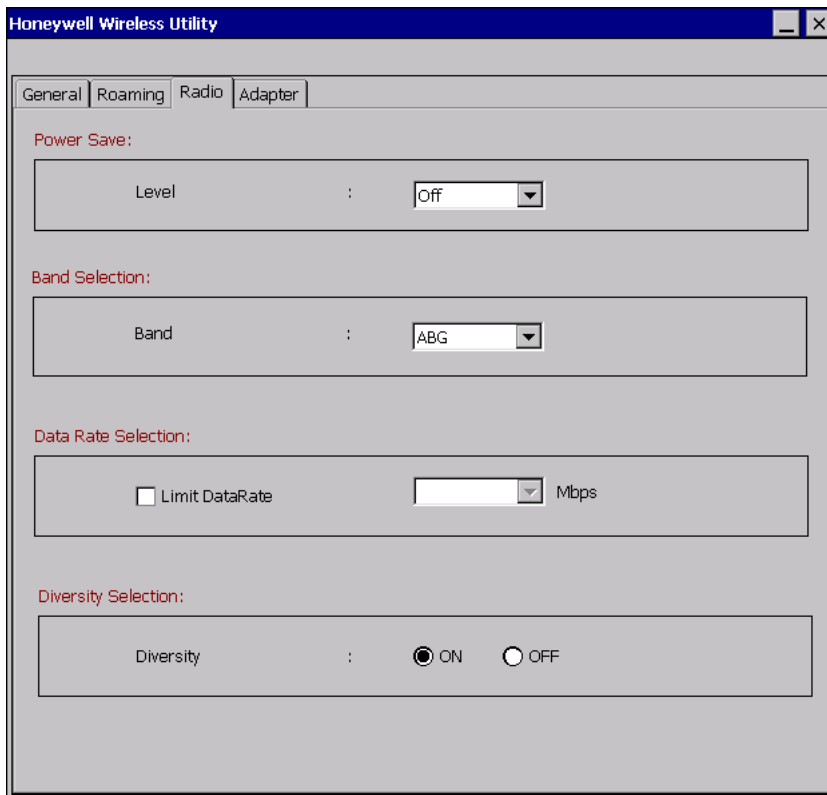 Honeywell Wireless Utility
General Roaming Radio Adapter
Power Save:
Level : Off
Band Selection:
Band : ABG
Data Rate Selection:
Limit DataRate Mbps
Diversity Selection:
Diversity : ON OFF